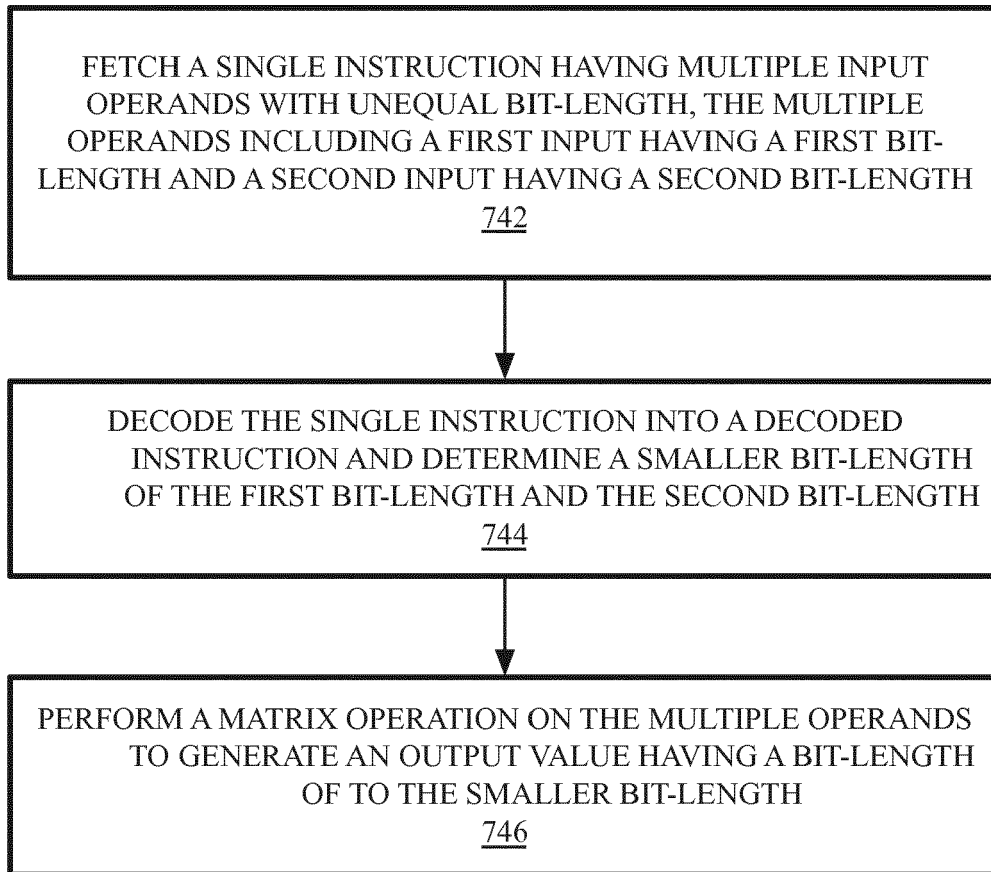 FETCH A SINGLE INSTRUCTION HAVING MULTIPLE INPUT
OPERANDS WITH UNEQUAL BIT-LENGTH, THE MULTIPLE
OPERANDS INCLUDING A FIRST INPUT HAVING A FIRST BIT-
LENGTH AND A SECOND INPUT HAVING A SECOND BIT-LENGTH
742
DECODE THE SINGLE INSTRUCTION INTO A DECODED
INSTRUCTION AND DETERMINE A SMALLER BIT-LENGTH
OF THE FIRST BIT-LENGTH AND THE SECOND BIT-LENGTH
744
PERFORM A MATRIX OPERATION ON THE MULTIPLE OPERANDS
TO GENERATE AN OUTPUT VALUE HAVING A BIT-LENGTH
OF TO THE SMALLER BIT-LENGTH
746